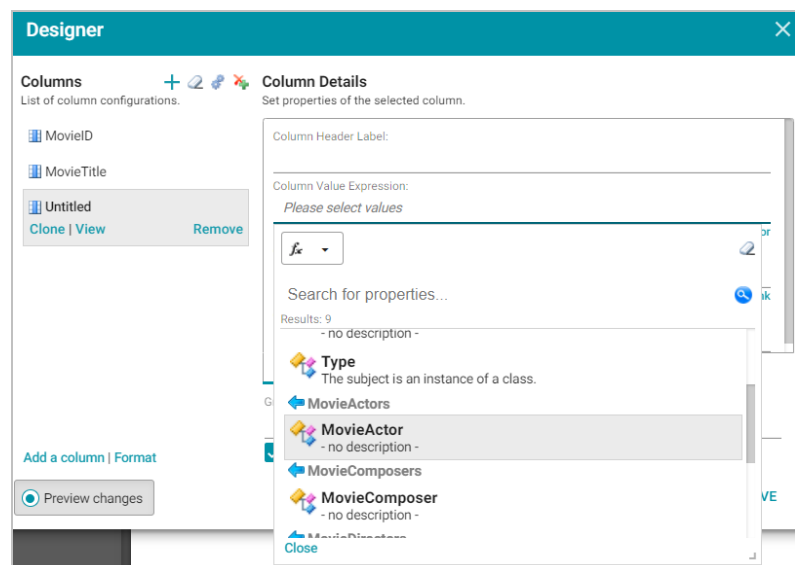 Designer
Columns
List of column configurations.
MovieID
MovieTitle
Untitled
Clone | View Remove
Add a column | Format
Preview changes
Column Details
Set properties of the selected column.
Column Header Label:
Column Value Expression:
Please select values
fx
Search for properties...
Results: 9
- no description -
Type
The subject is an instance of a class.
MovieActors
MovieActor
- no description -
MovieComposers
MovieComposer
- no description -
MovieDirectors
Close